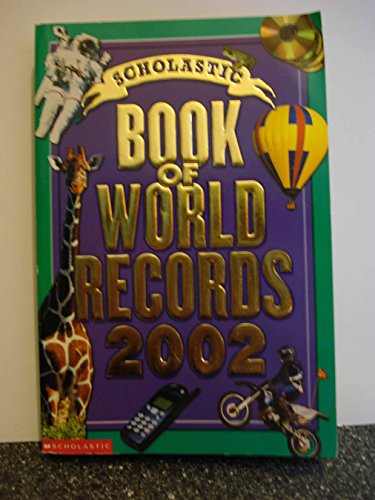 SCHOLASTIC
BOOK
OF
WORLD
RECORDS
2002
SCHOLASTIC